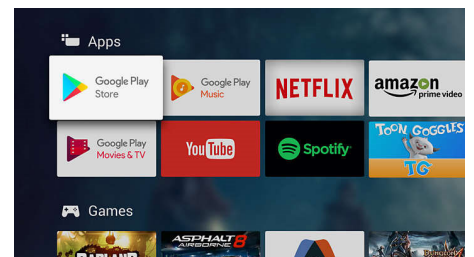 Apps
Google Play
Store
Google Play
Music
NETFLIX
amazon
prime video
Google Play
Movies & TV
YouTube
Spotify
TOON GOGGLES
TG
Games
BADLAND
ASPHALT 8
AIRBORNE